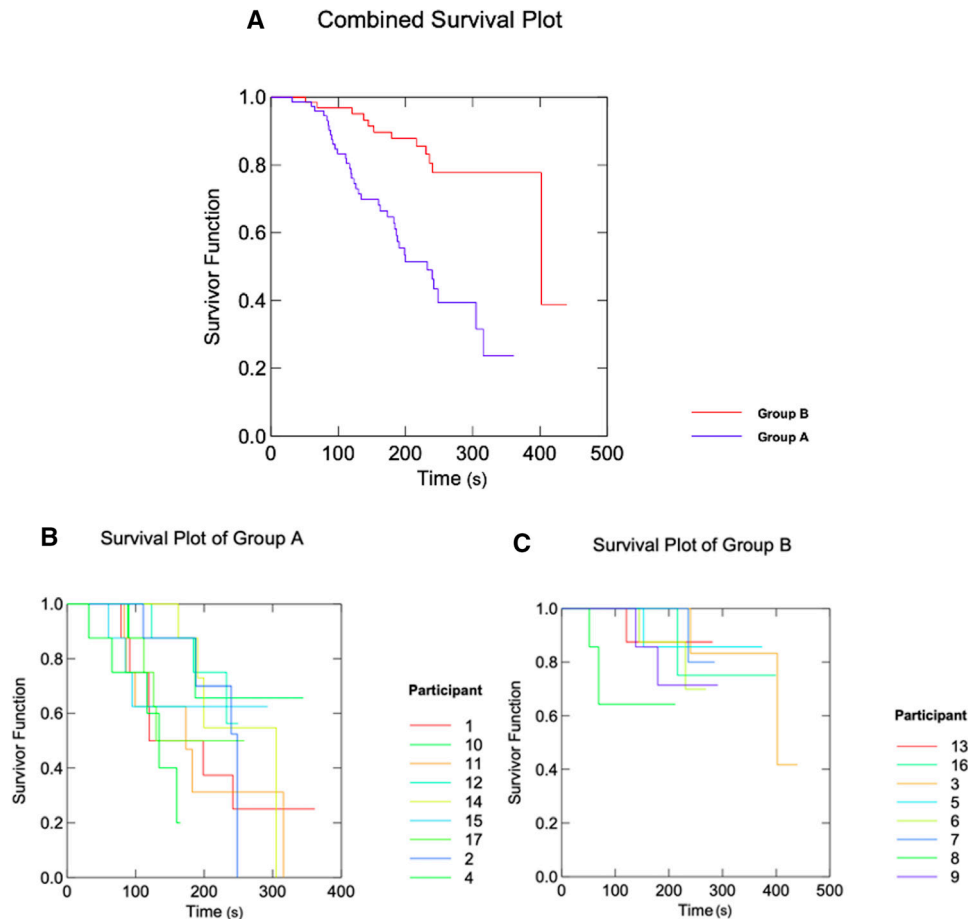 A Combined Survival Plot
1.0
0.8
0.6
0.4
0.2
0.0
Survivor Function
0 100 200 300 400 500
Time (s)
Group B
Group A
B Survival Plot of Group A
1.0
0.8
0.6
0.4
0.2
0.0
Survivor Function
0 100 200 300 400
Time (s)
Participant
1
10
11
12
14
15
17
2
4
C Survival Plot of Group B
1.0
0.8
0.6
0.4
0.2
0.0
Survivor Function
0 100 200 300 400 500
Time (s)
Participant
13
16
3
5
6
7
8
9